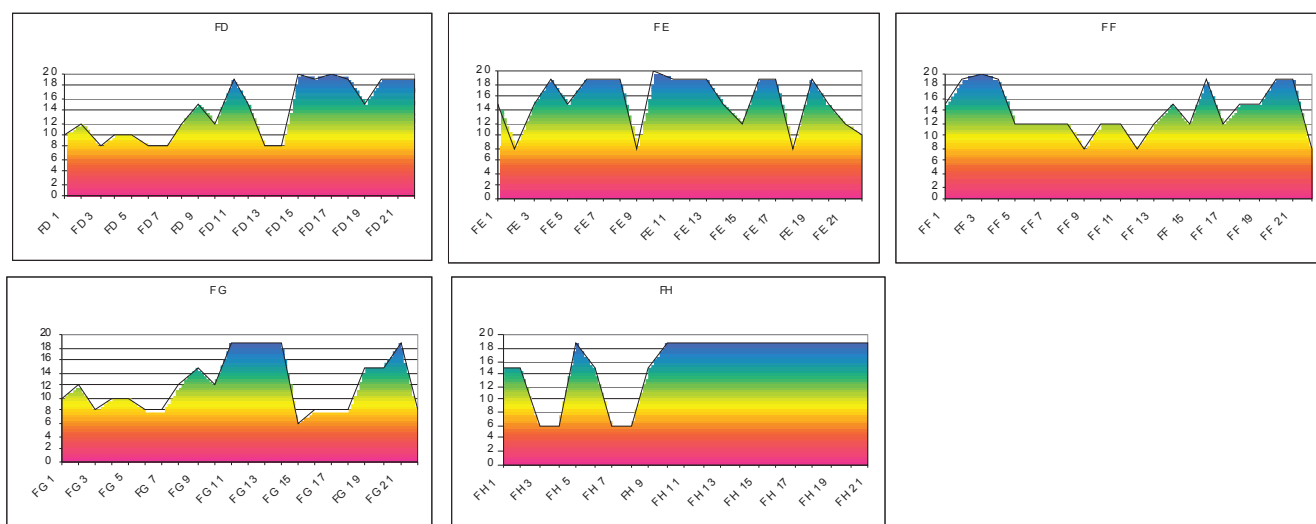 FD
20
18
16
14
12
10
8
6
4
2
0
FD 1
FD 3
FD 5
FD 7
FD 9
FD 11
FD 13
FD 15
FD 17
FD 19
FD 21
FE
20
18
16
14
12
10
8
6
4
2
0
FE 1
FE 3
FE 5
FE 7
FE 9
FE 11
FE 13
FE 15
FE 17
FE 19
FE 21
FF
20
18
16
14
12
10
8
6
4
2
0
FF 1
FF 3
FF 5
FF 7
FF 9
FF 11
FF 13
FF 15
FF 17
FF 19
FF 21
FG
20
18
16
14
12
10
8
6
4
2
0
FG 1
FG 3
FG 5
FG 7
FG 9
FG 11
FG 13
FG 15
FG 17
FG 19
FG 21
FH
20
18
16
14
12
10
8
6
4
2
0
FH 1
FH 3
FH 5
FH 7
FH 9
FH 11
FH 13
FH 15
FH 17
FH 19
FH 21